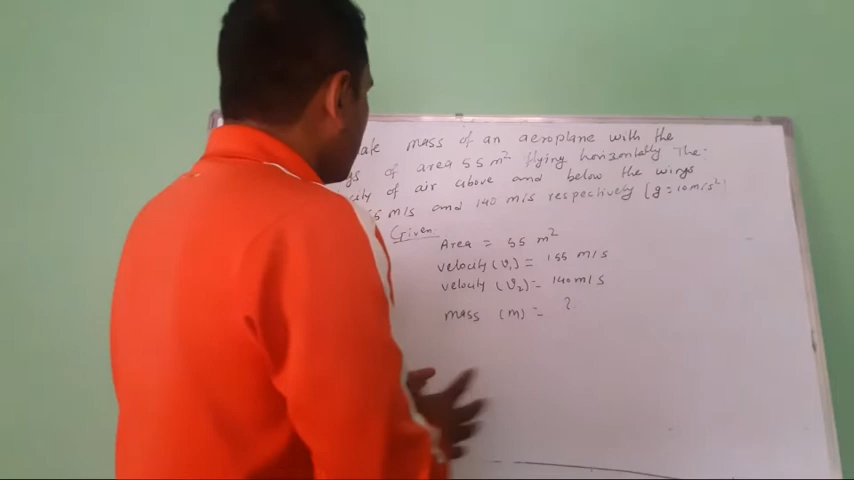 mass of an aeroplane with the
of area 55 m² flying horizontally The
of air above and below the wings
m/s and 140 m/s respectively [g = 10 m/s²]
Given
Area = 55 m²
velocity (v₁) = 155 m/s
velocity (v₂) = 140 m/s
mass (m) = ?